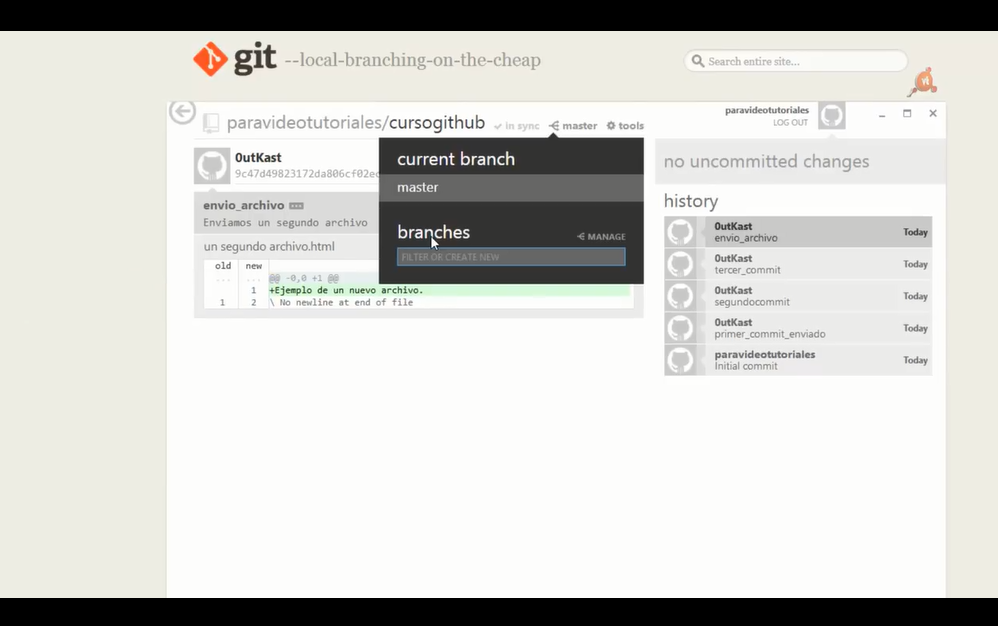 git --local-branching-on-the-cheap
Search entire site...
paravideotutoriales/cursogithub
in sync
master
tools
paravideotutoriales
LOG OUT
0utKast
9c47d49823172da806cf02ec
envio_archivo
Enviamos un segundo archivo
un segundo archivo.html
old new
... ... @@ -0,0 +1 @@
1 +Ejemplo de un nuevo archivo.
1 2 \ No newline at end of file
current branch
master
branches
MANAGE
FILTER OR CREATE NEW
no uncommitted changes
history
0utKast
envio_archivo
Today
0utKast
tercer_commit
Today
0utKast
segundocommit
Today
0utKast
primer_commit_enviado
Today
paravideotutoriales
Initial commit
Today